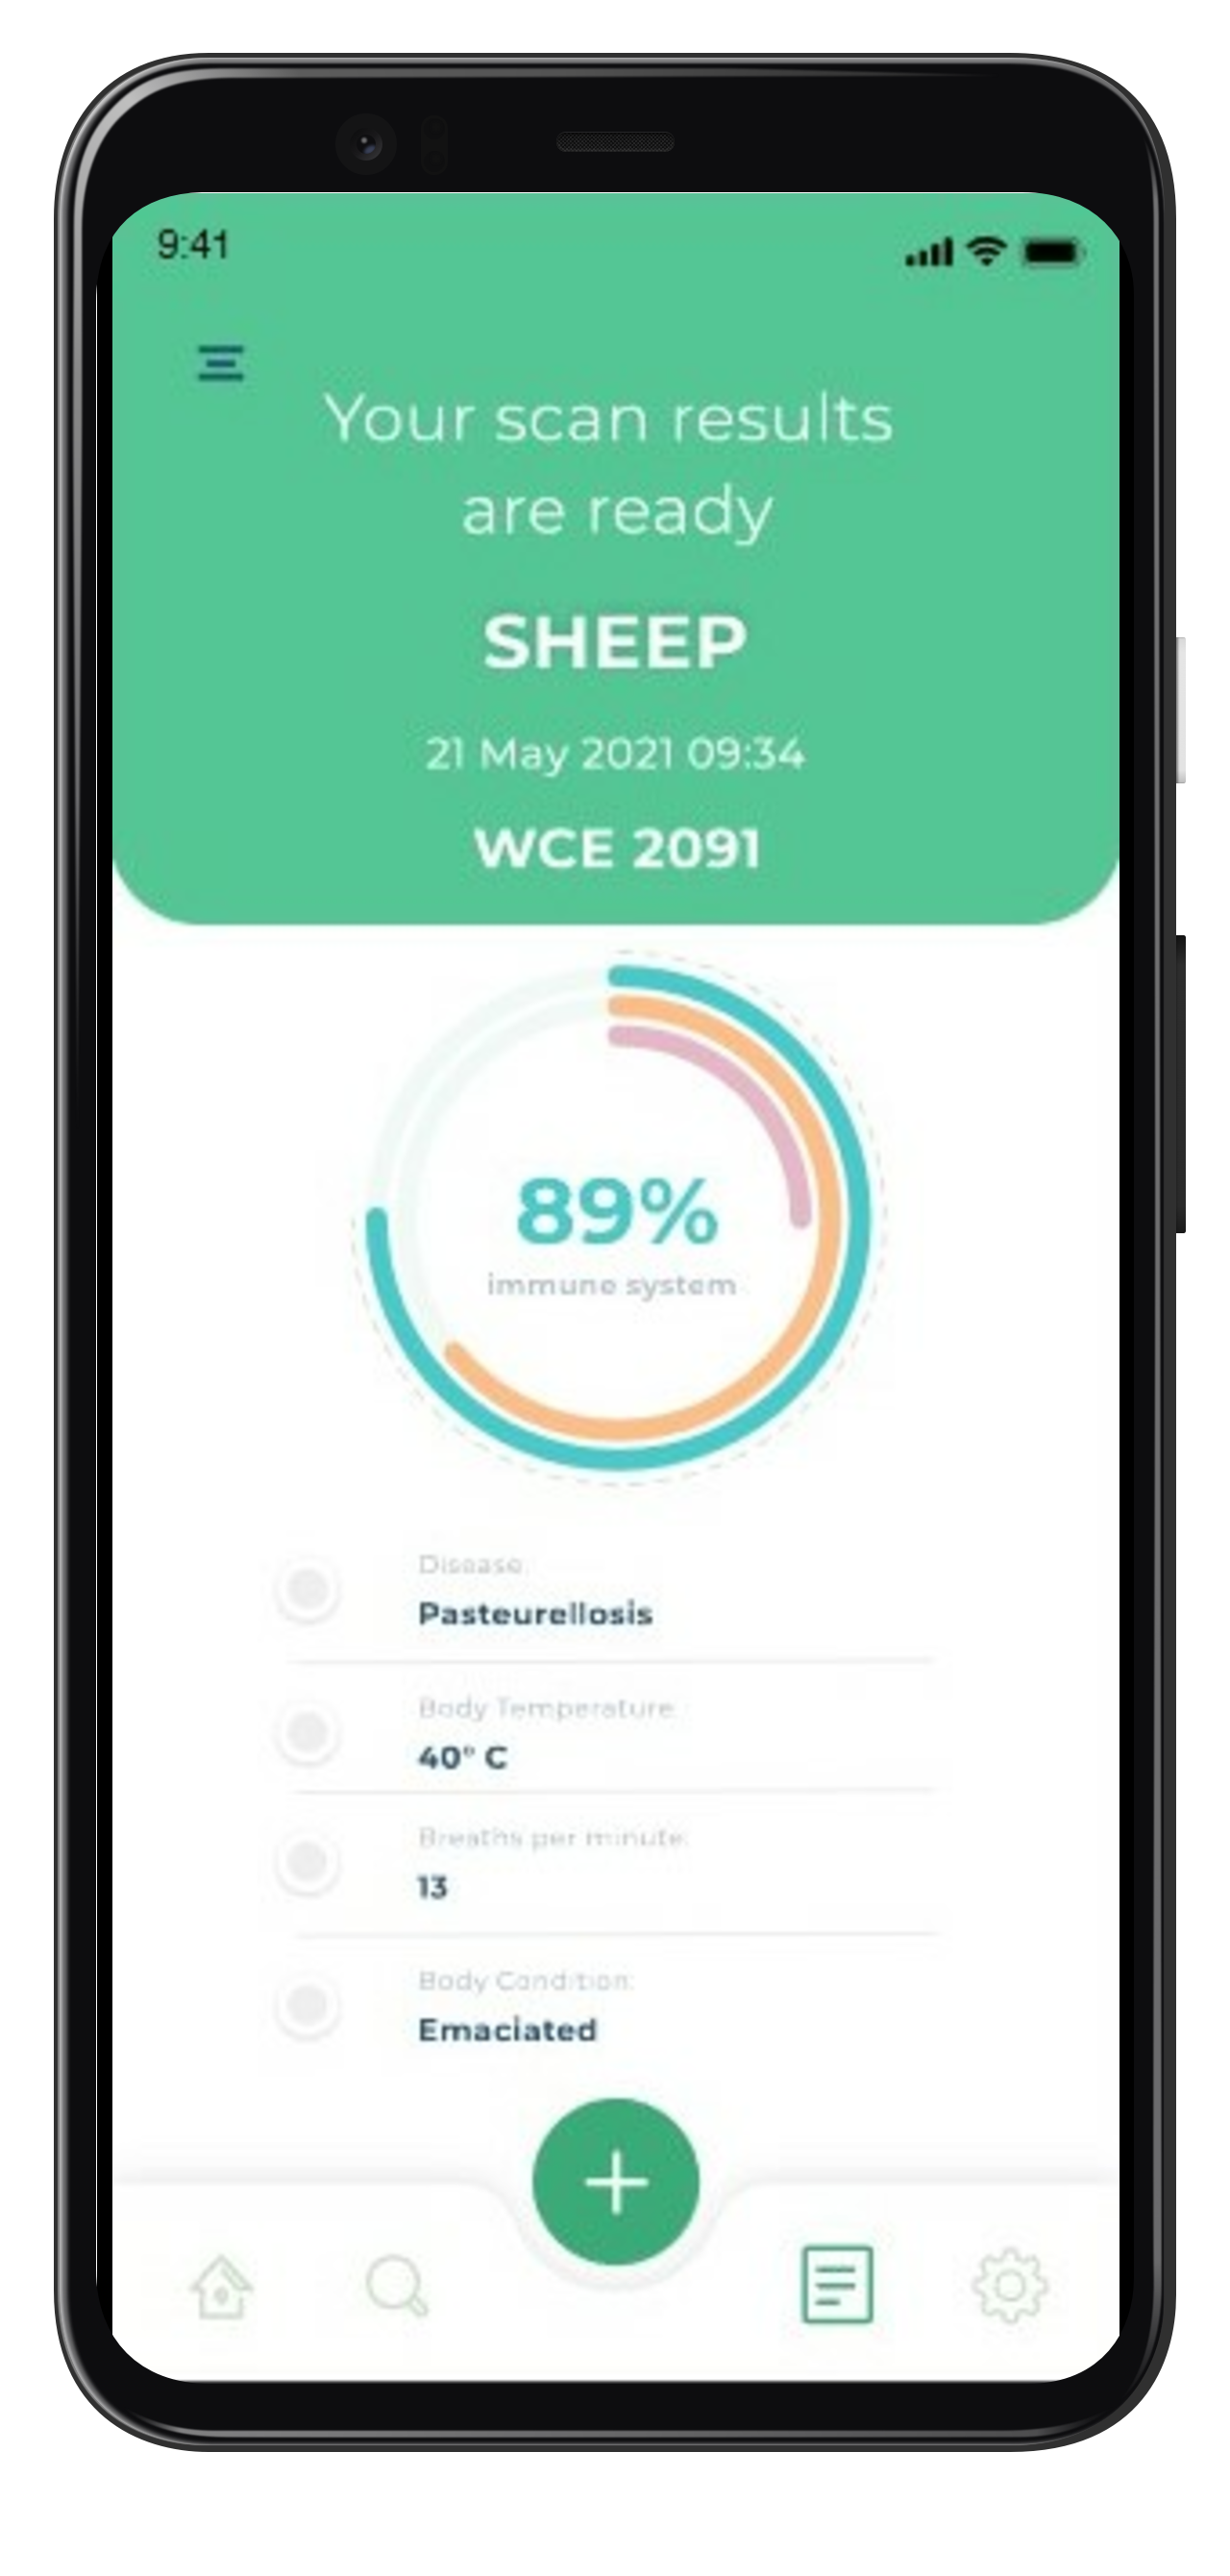 9:41
Your scan results
are ready
SHEEP
21 May 2021 09:34
WCE 2091
89%
immune system
Disease:
Pasteurellosis
Body Temperature:
40° C
Breaths per minute:
13
Body Condition:
Emaciated